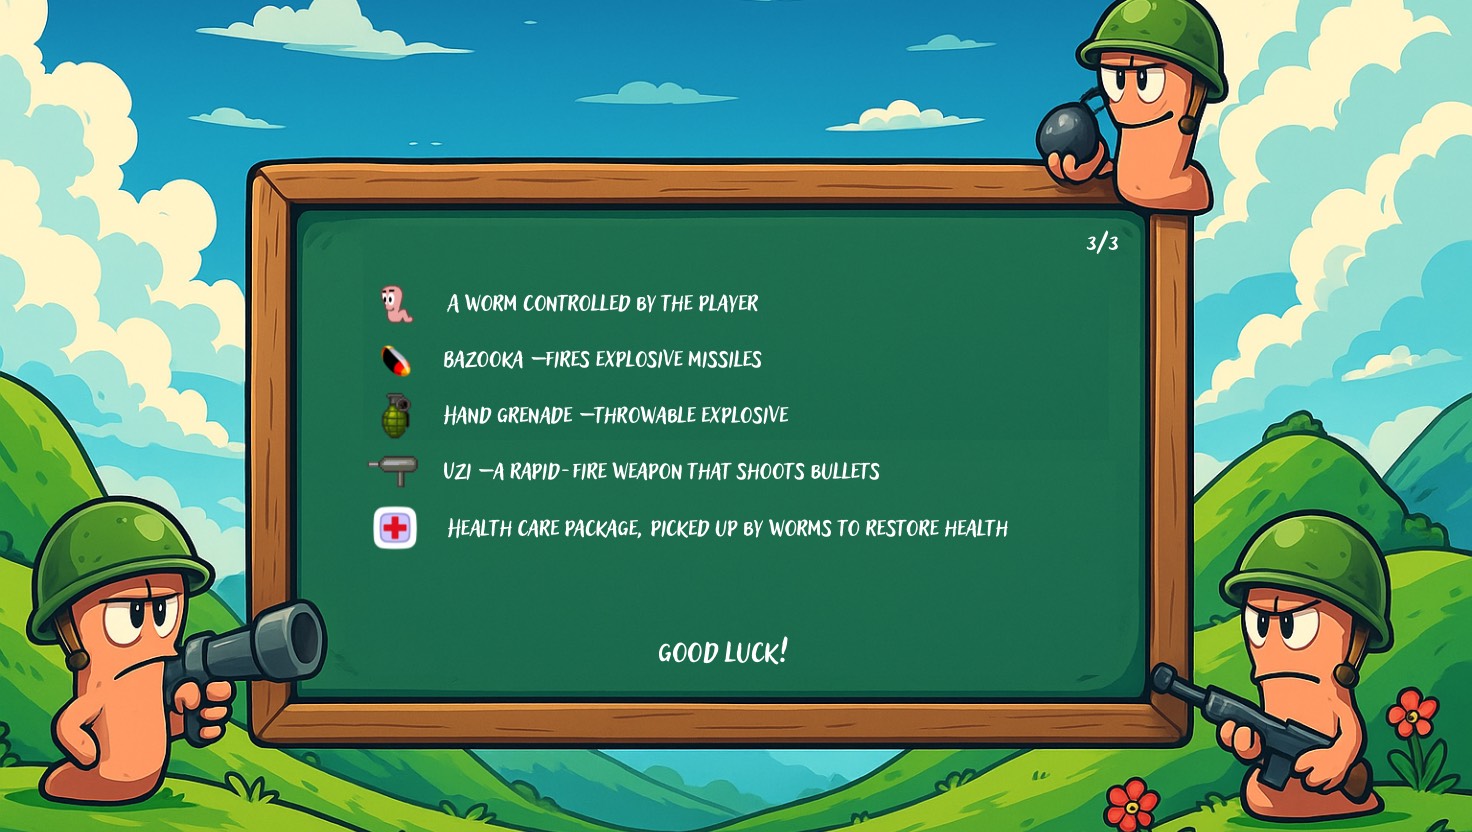 3/3
A WORM CONTROLLED BY THE PLAYER
BAZOOKA –FIRES EXPLOSIVE MISSILES
HAND GRENADE –THROWABLE EXPLOSIVE
UZI –A RAPID-FIRE WEAPON THAT SHOOTS BULLETS
HEALTH CARE PACKAGE, PICKED UP BY WORMS TO RESTORE HEALTH
GOOD LUCK!